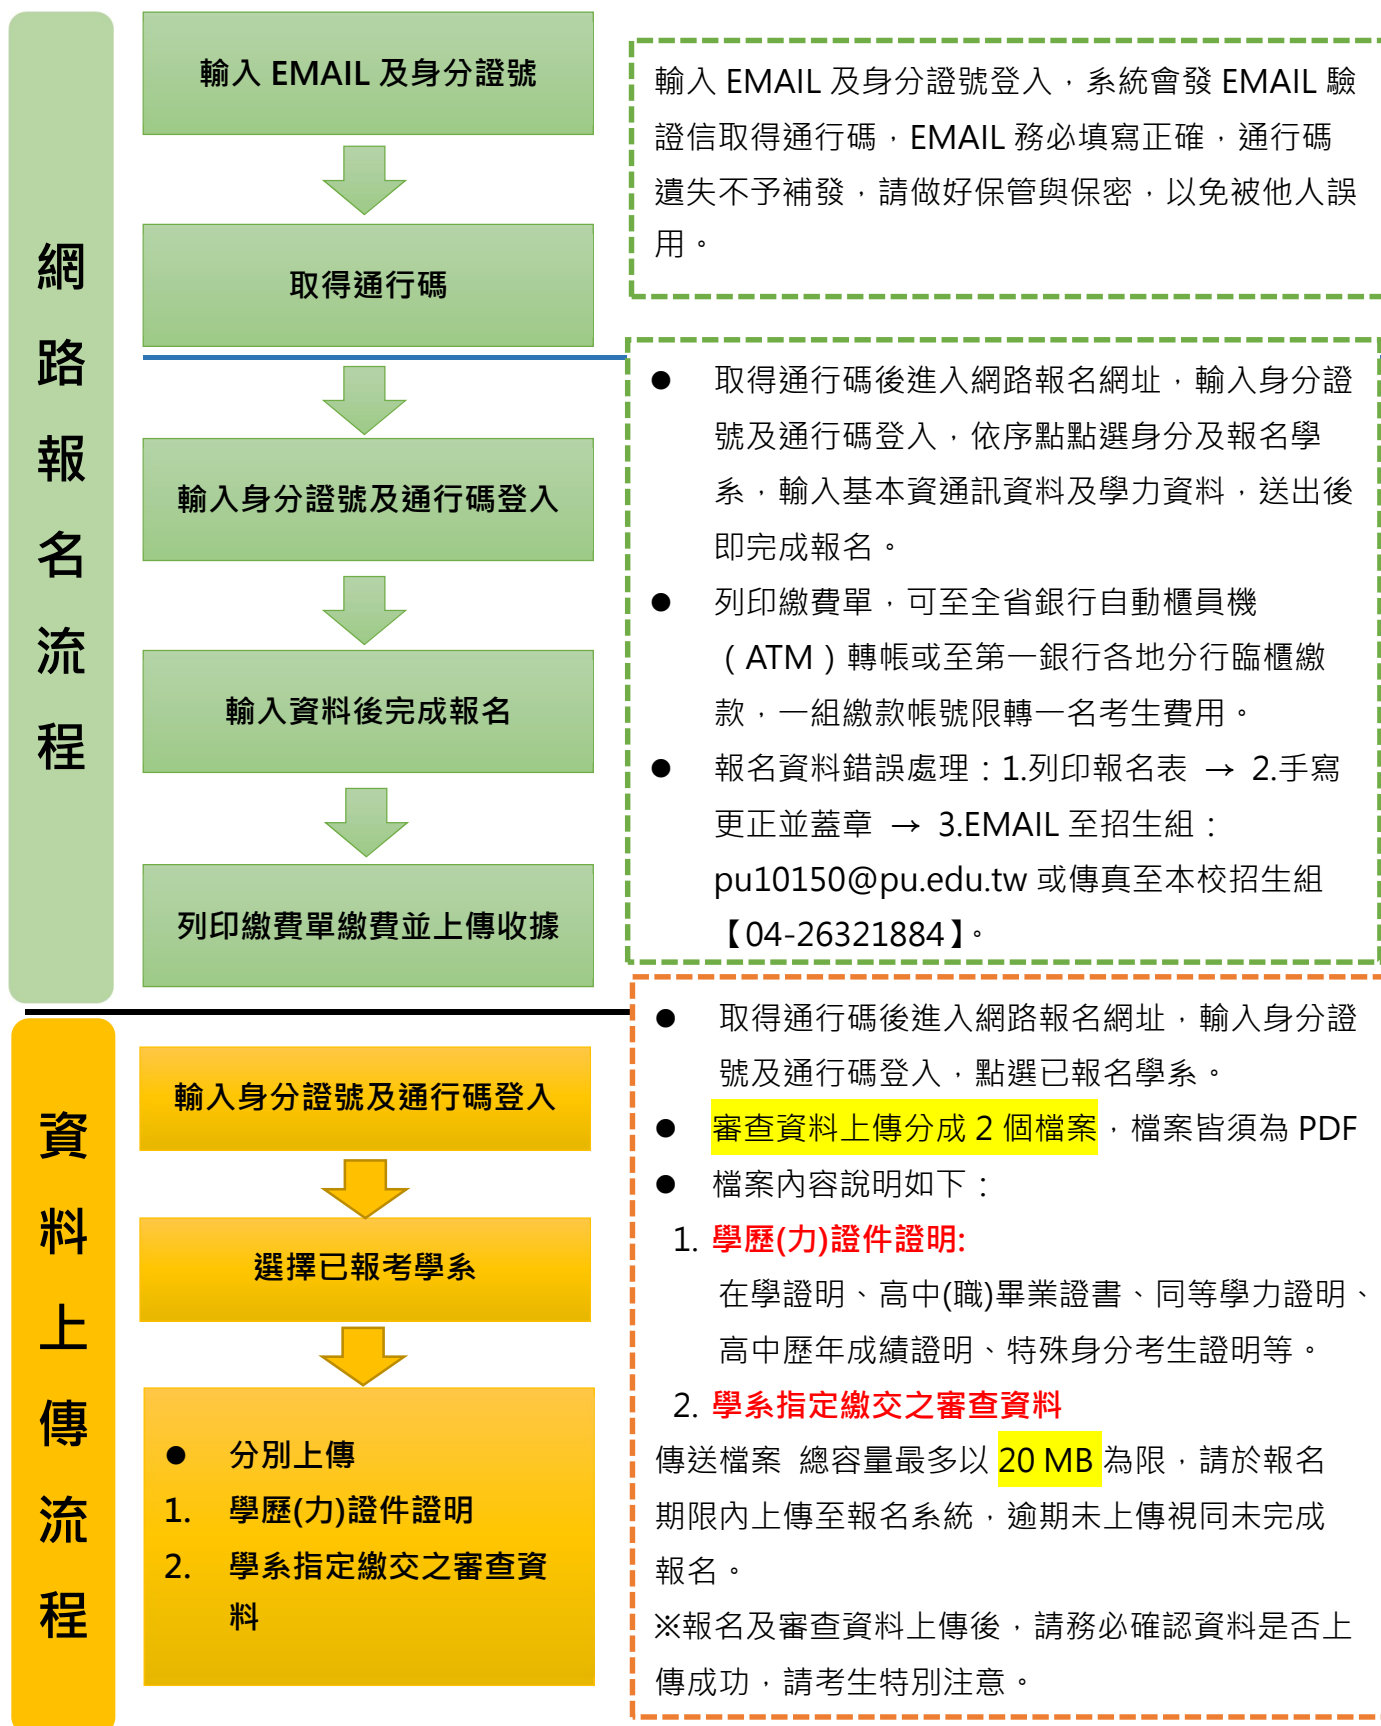 網路報名流程
輸入 EMAIL 及身分證號
取得通行碼
輸入身分證號及通行碼登入
輸入資料後完成報名
列印繳費單繳費並上傳收據
輸入 EMAIL 及身分證號登入，系統會發 EMAIL 驗
證信取得通行碼，EMAIL 務必填寫正確，通行碼
遺失不予補發，請做好保管與保密，以免被他人誤
用。
● 取得通行碼後進入網路報名網址，輸入身分證
號及通行碼登入，依序點點選身分及報名學
系，輸入基本資通訊資料及學力資料，送出後
即完成報名。
● 列印繳費單，可至全省銀行自動櫃員機
（ATM）轉帳或至第一銀行各地分行臨櫃繳
款，一組繳款帳號限轉一名考生費用。
● 報名資料錯誤處理：1.列印報名表 → 2.手寫
更正並蓋章 → 3.EMAIL 至招生組：
pu10150@pu.edu.tw 或傳真至本校招生組
【04-26321884】。
資料上傳流程
輸入身分證號及通行碼登入
選擇已報考學系
● 分別上傳
1. 學歷(力)證件證明
2. 學系指定繳交之審查資
料
● 取得通行碼後進入網路報名網址，輸入身分證
號及通行碼登入，點選已報名學系。
● 審查資料上傳分成 2 個檔案，檔案皆須為 PDF
● 檔案內容說明如下：
1. 學歷(力)證件證明:
在學證明、高中(職)畢業證書、同等學力證明、
高中歷年成績證明、特殊身分考生證明等。
2. 學系指定繳交之審查資料
傳送檔案 總容量最多以 20 MB 為限，請於報名
期限內上傳至報名系統，逾期未上傳視同未完成
報名。
※報名及審查資料上傳後，請務必確認資料是否上
傳成功，請考生特別注意。